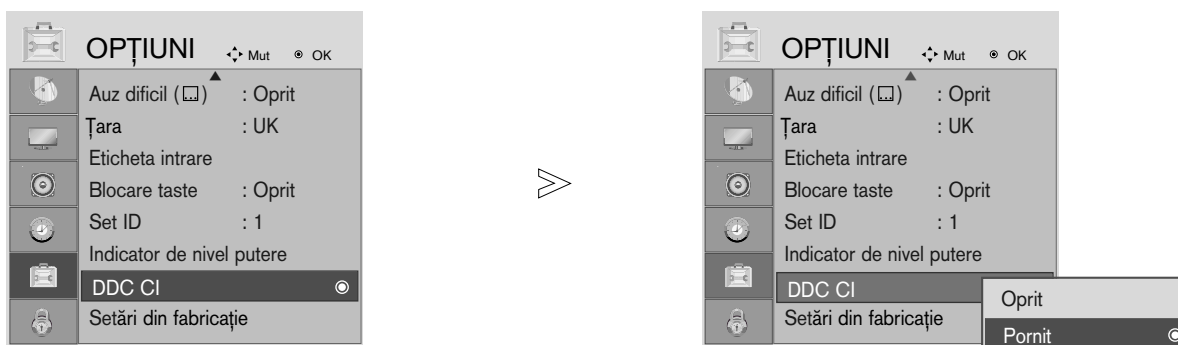 OPȚIUNI Mut OK
Auz dificil ( ) : Oprit
Țara : UK
Eticheta intrare
Blocare taste : Oprit
Set ID : 1
Indicator de nivel putere
DDC CI
Setări din fabricație
OPȚIUNI Mut OK
Auz dificil ( ) : Oprit
Țara : UK
Eticheta intrare
Blocare taste : Oprit
Set ID : 1
Indicator de nivel putere
DDC CI
Setări din fabricație
Oprit
Pornit